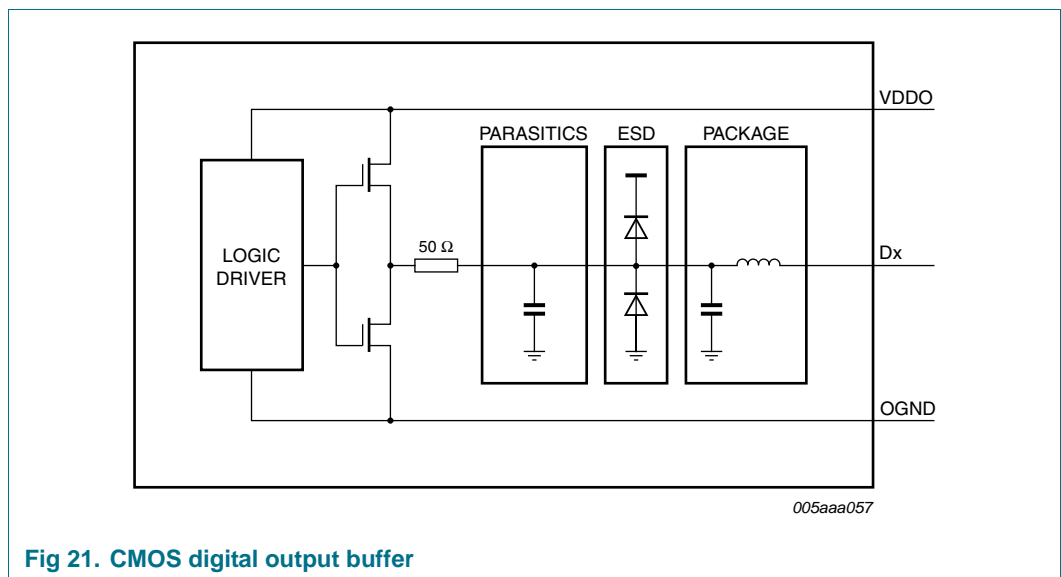 VDDO
PARASITICS ESD PACKAGE
LOGIC
DRIVER
50 Ω
Dx
OGND
005aaa057
Fig 21. CMOS digital output buffer